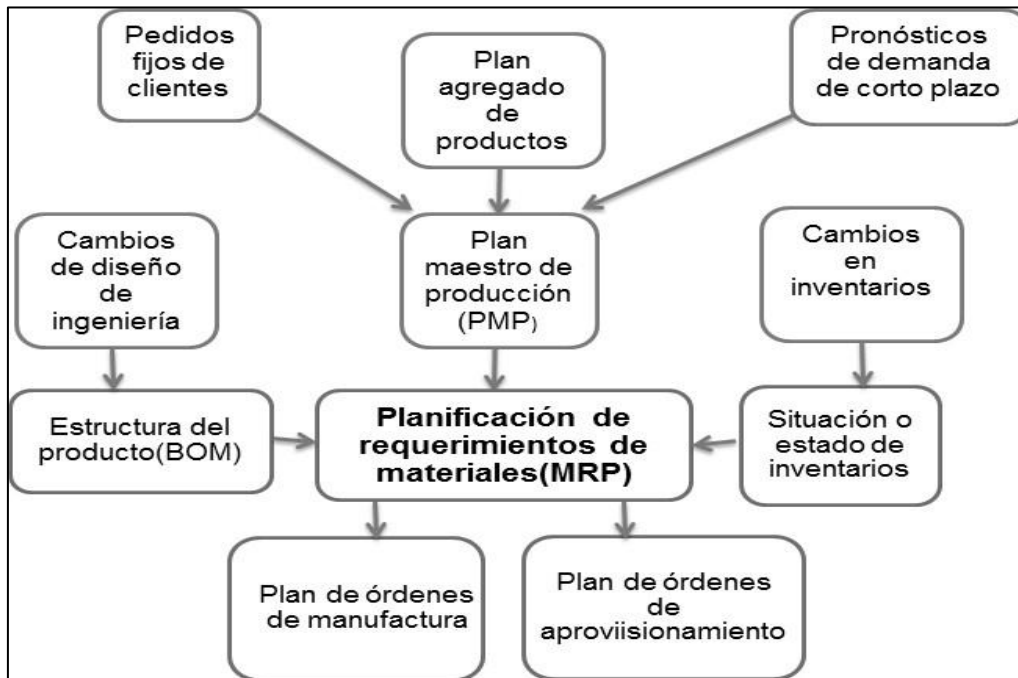 Pedidos
fijos de
clientes
Plan
agregado
de
productos
Pronósticos
de demanda
de corto plazo
Cambios
de diseño
de
ingeniería
Plan
maestro de
producción
(PMP)
Cambios
en
inventarios
Estructura del
producto(BOM)
Planificación de
requerimientos de
materiales(MRP)
Situación o
estado de
inventarios
Plan de órdenes
de manufactura
Plan de órdenes
de
aproviisionamiento